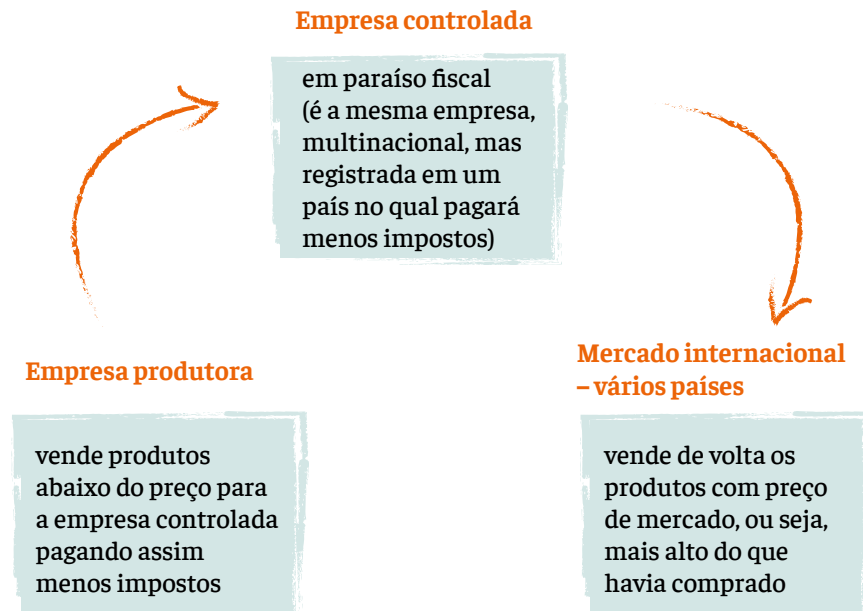 Empresa controlada
em paraíso fiscal
(é a mesma empresa,
multinacional, mas
registrada em um
país no qual pagará
menos impostos)
Empresa produtora
vende produtos
abaixo do preço para
a empresa controlada
pagando assim
menos impostos
Mercado internacional
– vários países
vende de volta os
produtos com preço
de mercado, ou seja,
mais alto do que
havia comprado